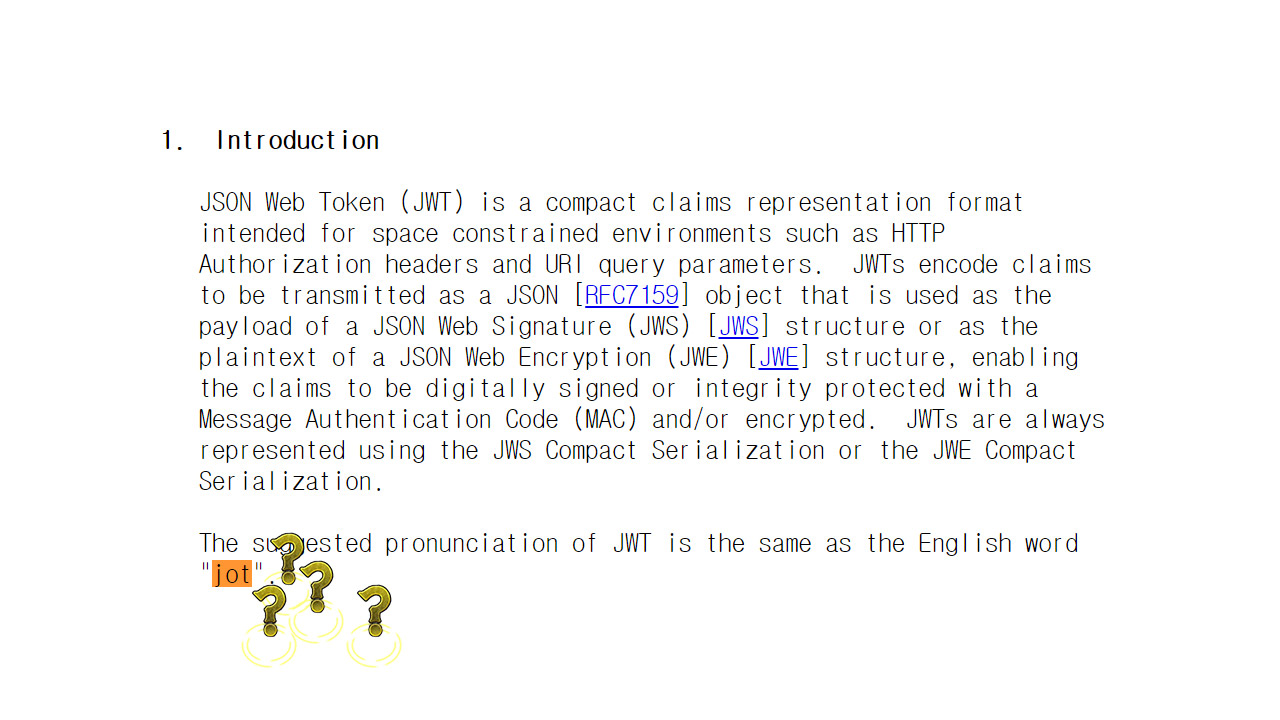 1. Introduction
JSON Web Token (JWT) is a compact claims representation format
intended for space constrained environments such as HTTP
Authorization headers and URI query parameters. JWTs encode claims
to be transmitted as a JSON [RFC7159] object that is used as the
payload of a JSON Web Signature (JWS) [JWS] structure or as the
plaintext of a JSON Web Encryption (JWE) [JWE] structure, enabling
the claims to be digitally signed or integrity protected with a
Message Authentication Code (MAC) and/or encrypted. JWTs are always
represented using the JWS Compact Serialization or the JWE Compact
Serialization.
The suggested pronunciation of JWT is the same as the English word
"jot".
? ? ? ?